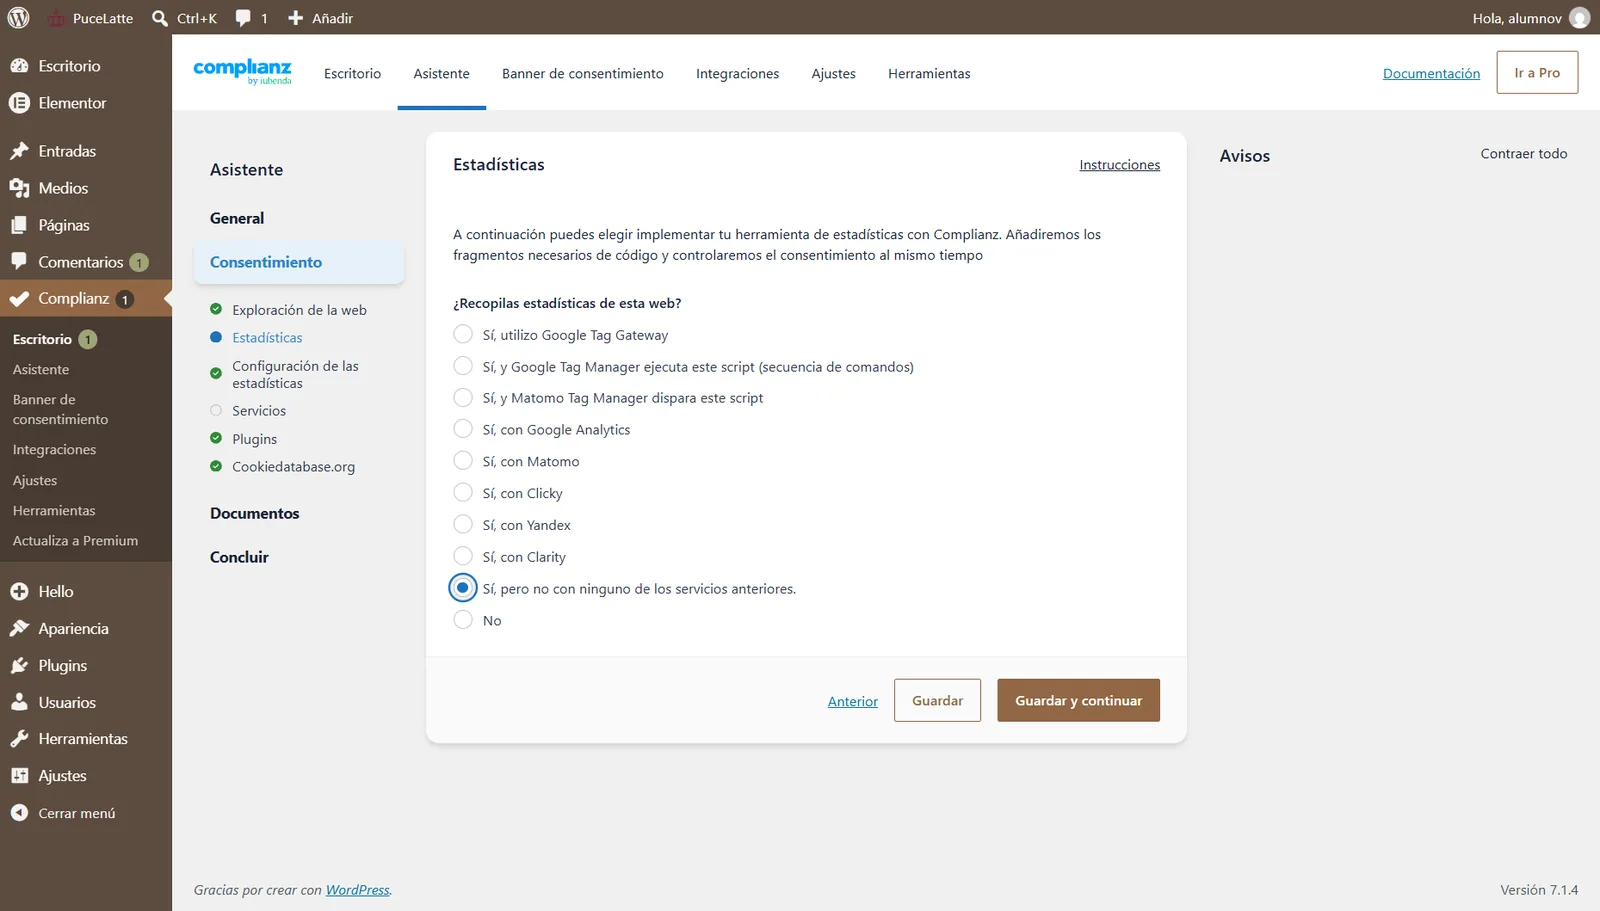 PuceLatte
Ctrl+K
1
Añadir
Hola, alumnov
Escritorio
Elementor
Entradas
Medios
Páginas
Comentarios 1
Complianz 1
Escritorio 1
Asistente
Banner de
consentimiento
Integraciones
Ajustes
Herramientas
Actualiza a Premium
Hello
Apariencia
Plugins
Usuarios
Herramientas
Ajustes
Cerrar menú
complianz
by iubenda
Escritorio
Asistente
Banner de consentimiento
Integraciones
Ajustes
Herramientas
Documentación
Ir a Pro
Asistente
General
Consentimiento
Exploración de la web
Estadísticas
Configuración de las
estadísticas
Servicios
Plugins
Cookiedatabase.org
Documentos
Concluir
Estadísticas
Instrucciones
A continuación puedes elegir implementar tu herramienta de estadísticas con Complianz. Añadiremos los
fragmentos necesarios de código y controlaremos el consentimiento al mismo tiempo
¿Recopilas estadísticas de esta web?
Sí, utilizo Google Tag Gateway
Sí, y Google Tag Manager ejecuta este script (secuencia de comandos)
Sí, y Matomo Tag Manager dispara este script
Sí, con Google Analytics
Sí, con Matomo
Sí, con Clicky
Sí, con Yandex
Sí, con Clarity
Sí, pero no con ninguno de los servicios anteriores.
No
Anterior
Guardar
Guardar y continuar
Avisos
Contraer todo
Gracias por crear con WordPress.
Versión 7.1.4